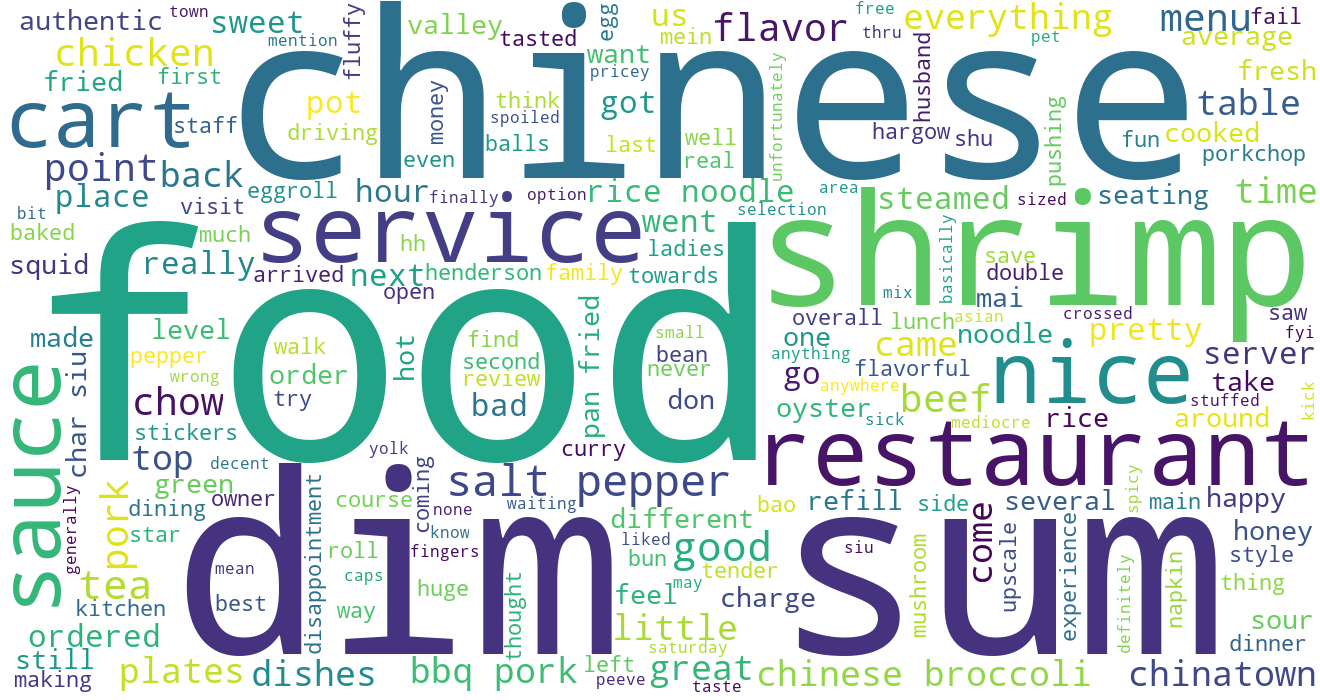 authentic town sweet chinese egg us flavor everything free menu fail
mention fluffy valley tasted mein thru pet average
chicken want husband
fried first pricey unfortunately fresh
cart pot money think got pushing table
staff driving spoiled hargow shu fun cooked
balls last well porkchop
point back even real
place eggroll hour finally option rice noodle area steamed sized seating time
bit visit service went selection shrimp
baked much hh ladies basically
squid really arrived next henderson family towards save double
food open mix mai asian crossed saw
made level hot pan fried overall lunch noodle pretty fyi
pepper walk find small one came server
wrong order second bean anything flavorful nice
sauce char siu review never go anywhere beef take
chow try bad don oyster sick mediocre rice stuffed around kick
stickers yolk curry restaurant
top decent
generally green coming salt pepper spicy
pork dining owner course none waiting bao refill side several main happy
star disappointment know different honey
dim sum roll fingers liked good siu come style
tea mean caps bun tender mushroom upscale experience napkin thing
kitchen best way huge thought may feel charge definitely sour
ordered little dinner
still saturday
making plates dishes bbq pork left great chinese broccoli chinatown
peeve taste